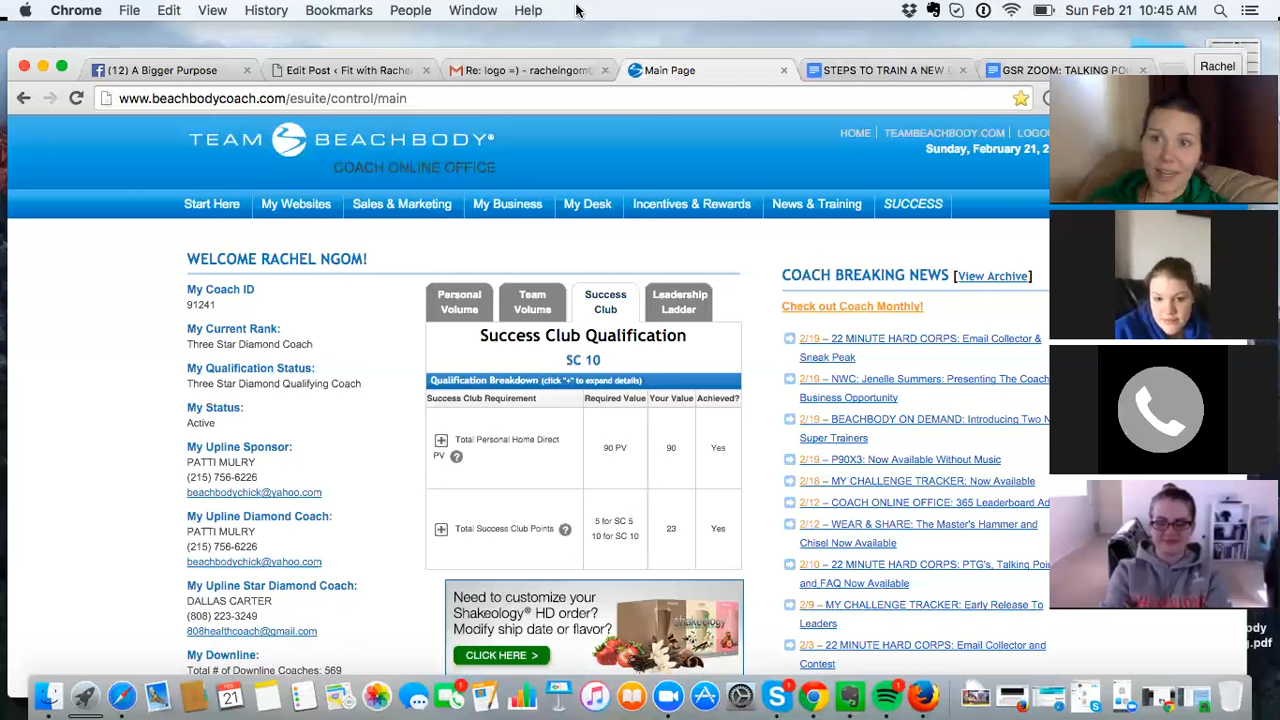 Chrome File Edit View History Bookmarks People Window Help Sun Feb 21 10:45 AM
(12) A Bigger Purpose Edit Post ‹ Fit with Rache Re: logo =) - rachelngom@ Main Page STEPS TO TRAIN A NEW GSR ZOOM: TALKING POI Rachel
www.beachbodycoach.com/esuite/control/main
TEAM BEACHBODY®
COACH ONLINE OFFICE
HOME TEAMBEACHBODY.COM LOGOU
Sunday, February 21, 2
Start Here My Websites Sales & Marketing My Business My Desk Incentives & Rewards News & Training SUCCESS
WELCOME RACHEL NGOM!
My Coach ID
91241
My Current Rank:
Three Star Diamond Coach
My Qualification Status:
Three Star Diamond Qualifying Coach
My Status:
Active
My Upline Sponsor:
PATTI MULRY
(215) 756-6226
beachbodychick@yahoo.com
My Upline Diamond Coach:
PATTI MULRY
(215) 756-6226
beachbodychick@yahoo.com
My Upline Star Diamond Coach:
DALLAS CARTER
(808) 223-3249
808healthcoach@gmail.com
My Downline:
Total # of Downline Coaches: 569
Personal Volume
Team Volume
Success Club
Leadership Ladder
Success Club Qualification
SC 10
Qualification Breakdown (click "+" to expand details)
Success Club Requirement Required Value Your Value Achieved?
Total Personal Home Direct PV ? 90 PV 90 Yes
Total Success Club Points ? 5 for SC 5 10 for SC 10 23 Yes
Need to customize your
Shakeology® HD order?
Modify ship date or flavor?
CLICK HERE >
shakeology
COACH BREAKING NEWS [View Archive]
Check out Coach Monthly!
2/19 – 22 MINUTE HARD CORPS: Email Collector &
Sneak Peak
2/19 – NWC: Jenelle Summers: Presenting The Coach
Business Opportunity
2/19 – BEACHBODY ON DEMAND: Introducing Two N
Super Trainers
2/19 – P90X3: Now Available Without Music
2/18 – MY CHALLENGE TRACKER: Now Available
2/12 – COACH ONLINE OFFICE: 365 Leaderboard Ad
2/12 – WEAR & SHARE: The Master's Hammer and
Chisel Now Available
2/10 – 22 MINUTE HARD CORPS: PTG's, Talking Poi
and FAQ Now Available
2/9 – MY CHALLENGE TRACKER: Early Release To
Leaders
2/3 – 22 MINUTE HARD CORPS: Email Collector and
Contest
body
g.pdf